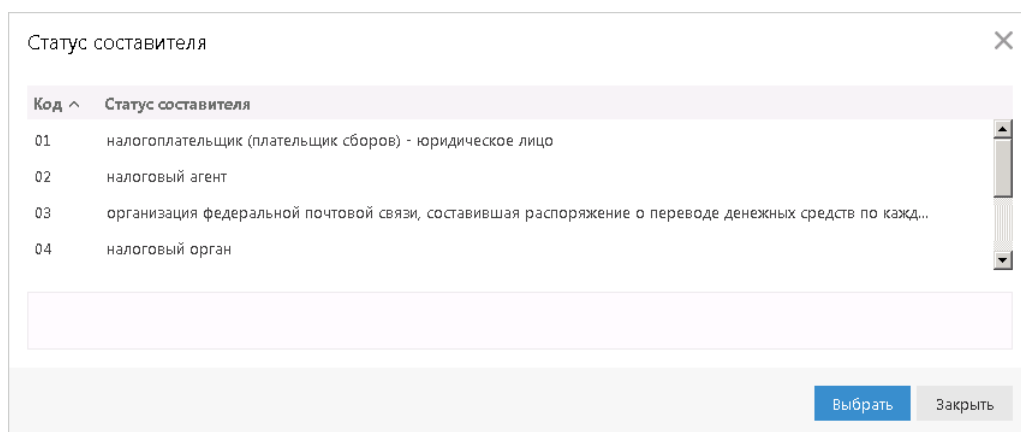 Статус составителя
Код Статус составителя
01 налогоплательщик (плательщик сборов) - юридическое лицо
02 налоговый агент
03 организация федеральной почтовой связи, составившая распоряжение о переводе денежных средств по кажд...
04 налоговый орган
Выбрать Закрыть